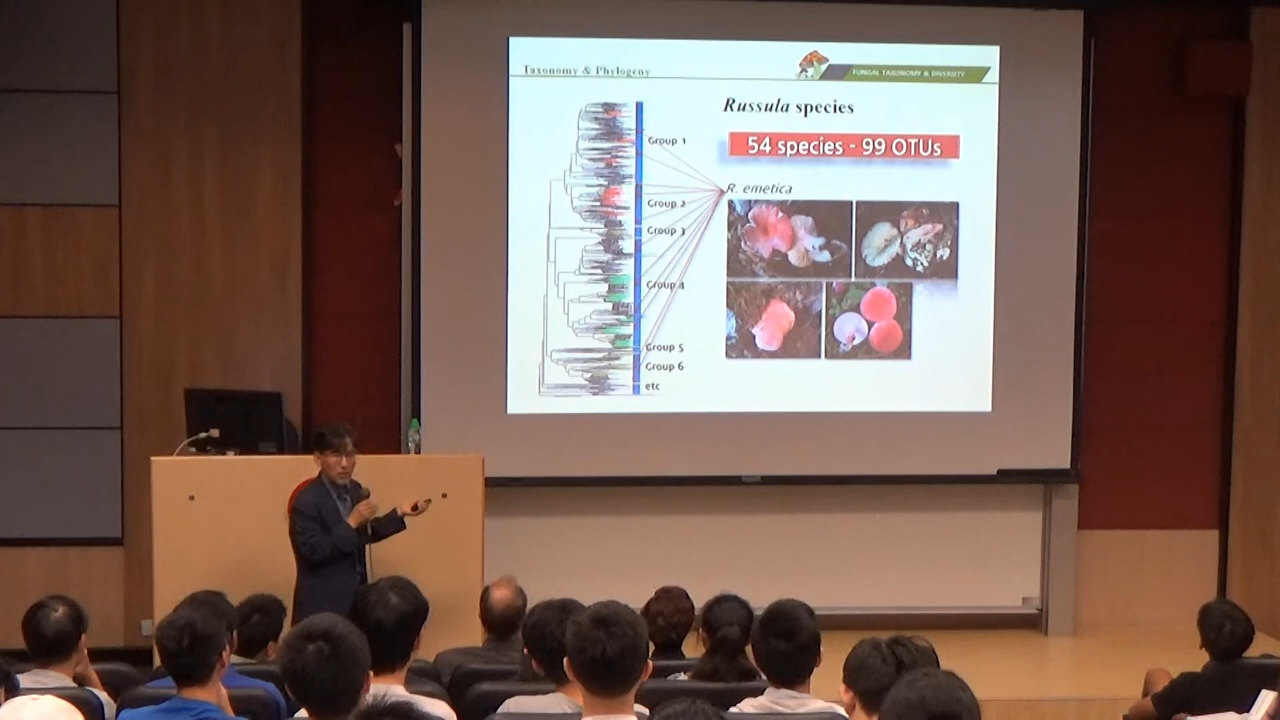 Taxonomy & Phylogeny
FUNGAL TAXONOMY & DIVERSITY
Russula species
54 species - 99 OTUs
R. emetica
Group 1
Group 2
Group 3
Group 4
Group 5
Group 6
etc